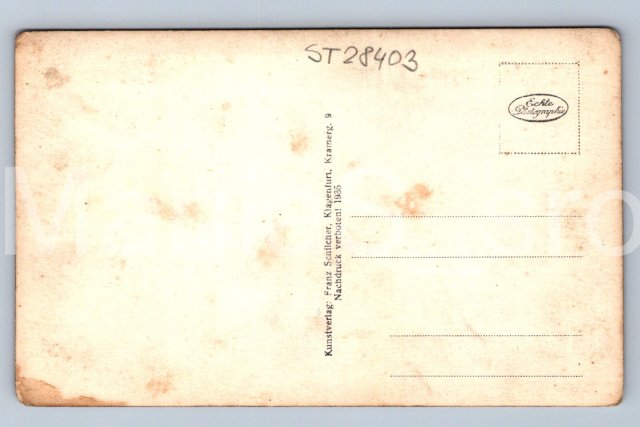 ST28403
Echte
Photographie
Kunstverlag: Franz Schilcher, Klagenfurt, Kramerg. 9
Nachdruck verboten! 1935